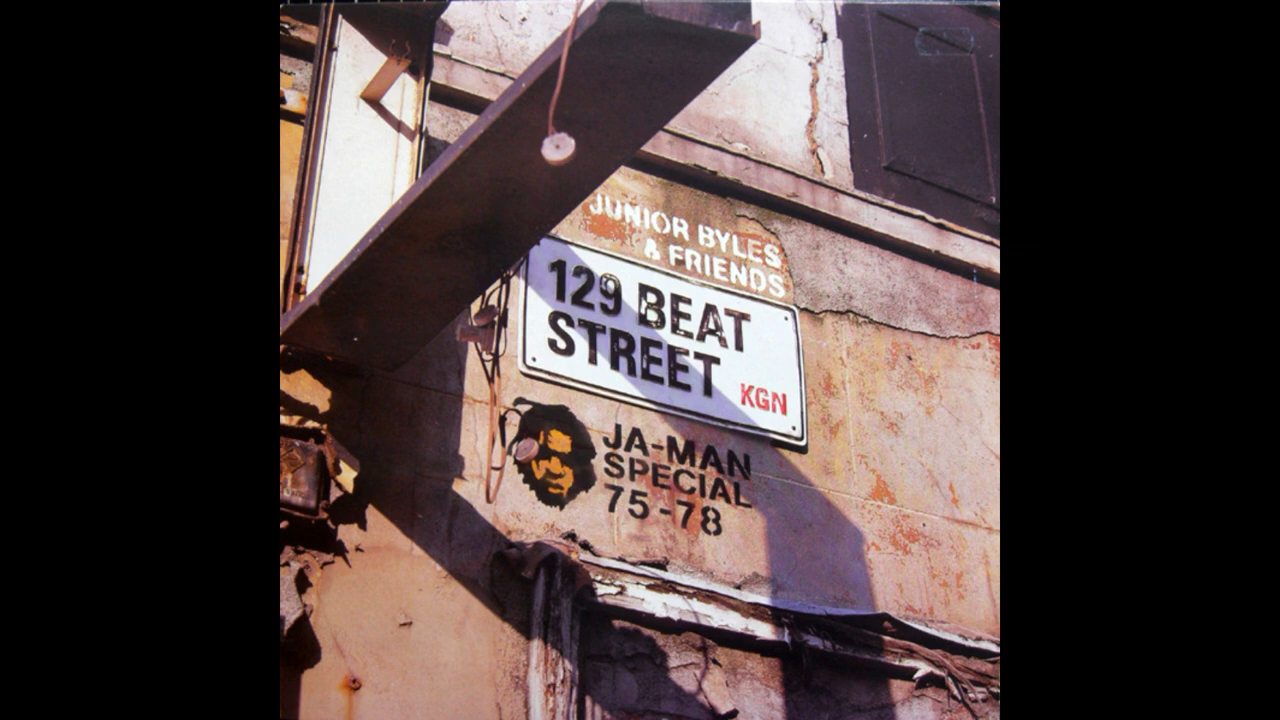 JUNIOR BYLES
& FRIENDS
129 BEAT
STREET
KGN
JA-MAN
SPECIAL
75-78